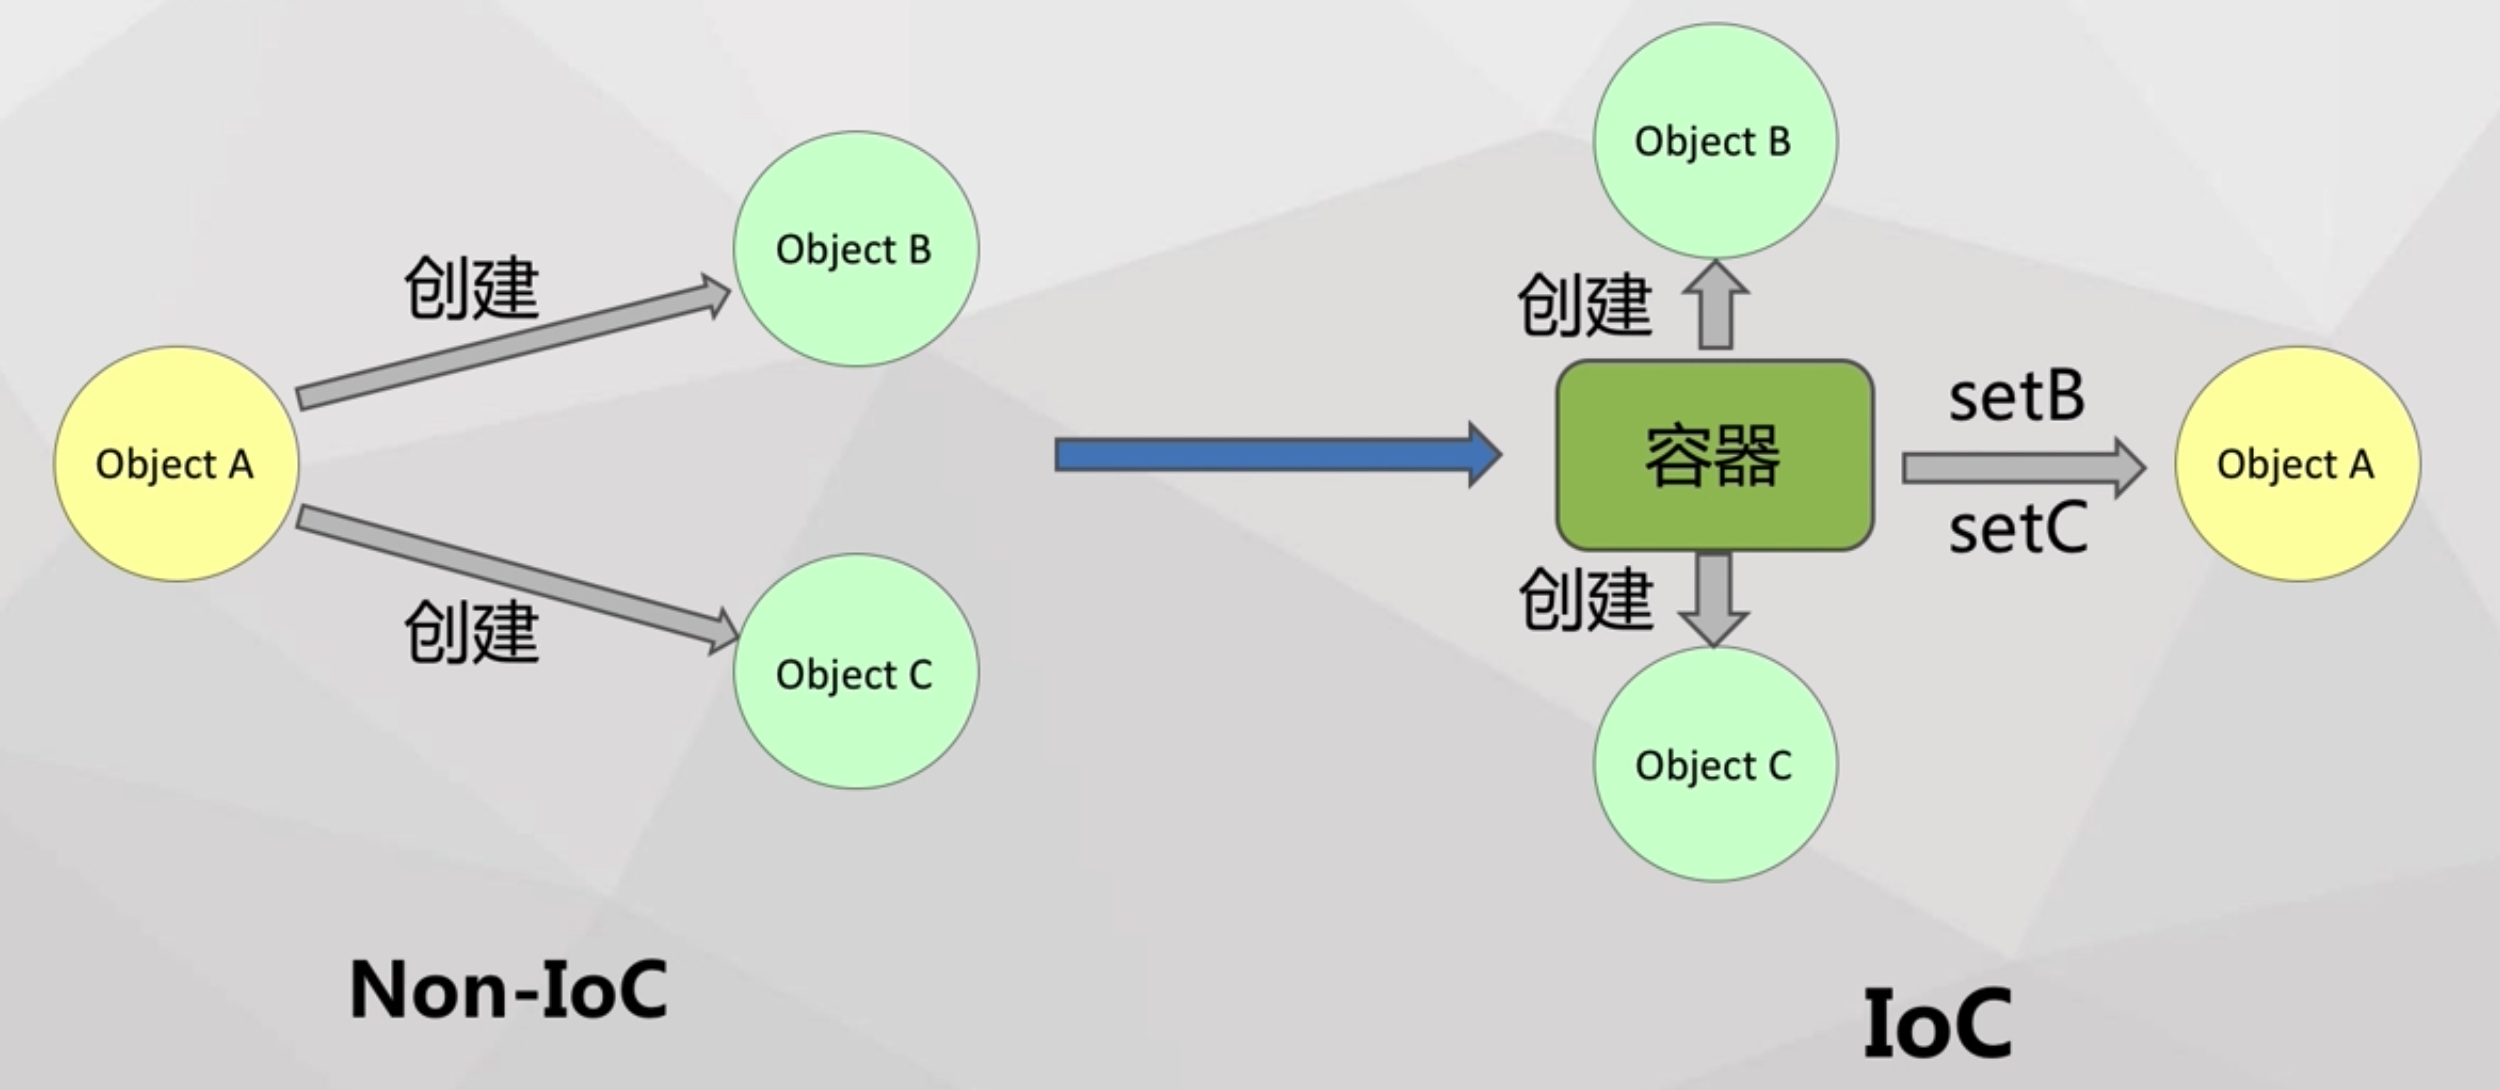 创建
Object B
Object A
创建
Object C
Non-IoC
Object B
创建
容器
setB
setC
Object A
创建
Object C
IoC